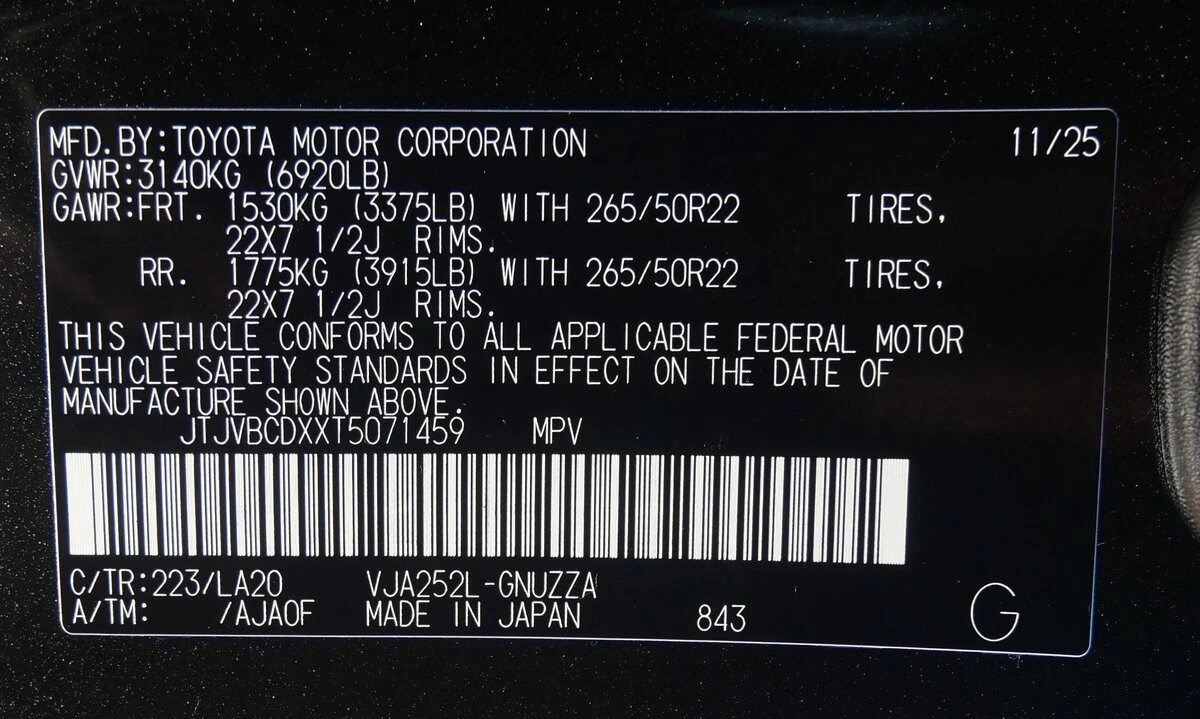 MFD.BY:TOYOTA MOTOR CORPORATION 11/25
GVWR:3140KG (6920LB)
GAWR:FRT. 1530KG (3375LB) WITH 265/50R22 TIRES,
22X7 1/2J RIMS.
RR. 1775KG (3915LB) WITH 265/50R22 TIRES,
22X7 1/2J RIMS.
THIS VEHICLE CONFORMS TO ALL APPLICABLE FEDERAL MOTOR
VEHICLE SAFETY STANDARDS IN EFFECT ON THE DATE OF
MANUFACTURE SHOWN ABOVE.
JTJVBCDXXT5071459 MPV
C/TR:223/LA20 VJA252L-GNUZZA
A/TM: /AJA0F MADE IN JAPAN 843 G